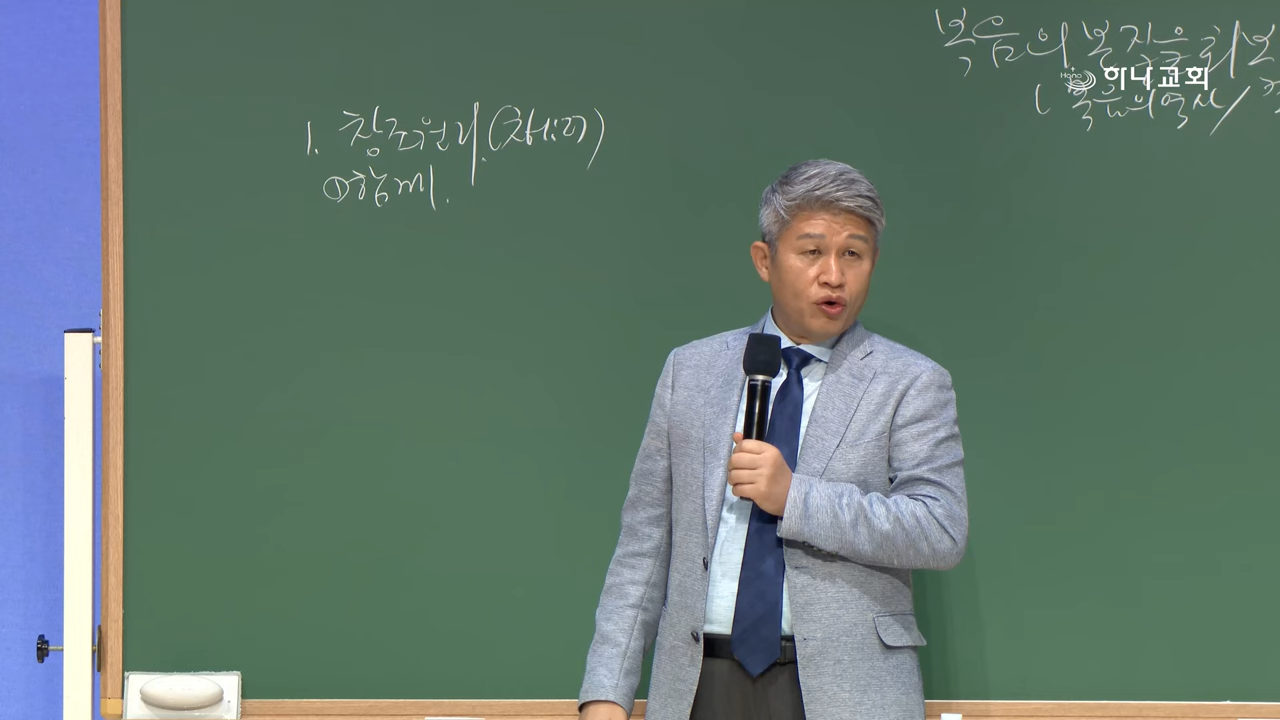 복음의 본질을 회복
하나교회
(복음의 역사/
1. 창조원리.(창1:27)
①함께.